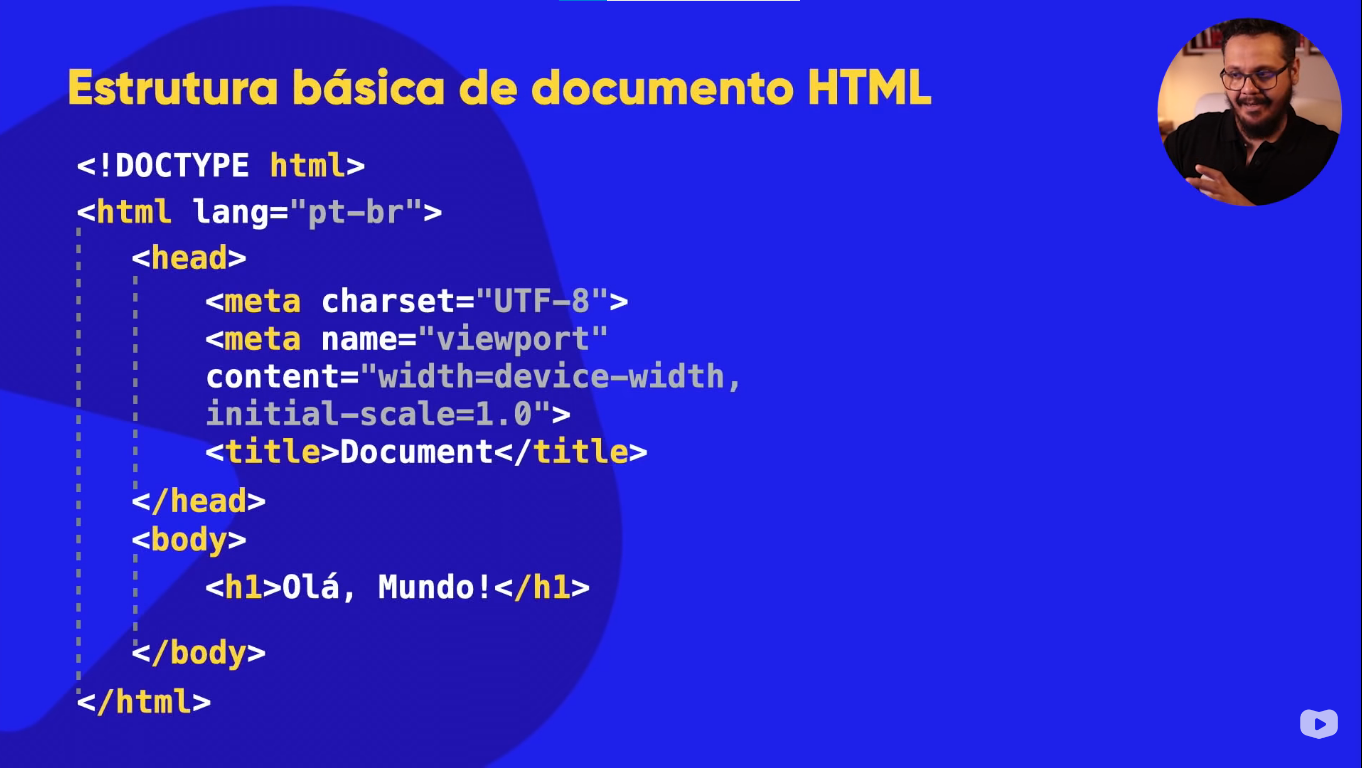 Estrutura básica de documento HTML
<!DOCTYPE html>
<html lang="pt-br">
<head>
<meta charset="UTF-8">
<meta name="viewport"
content="width=device-width,
initial-scale=1.0">
<title>Document</title>
</head>
<body>
<h1>Olá, Mundo!</h1>
</body>
</html>